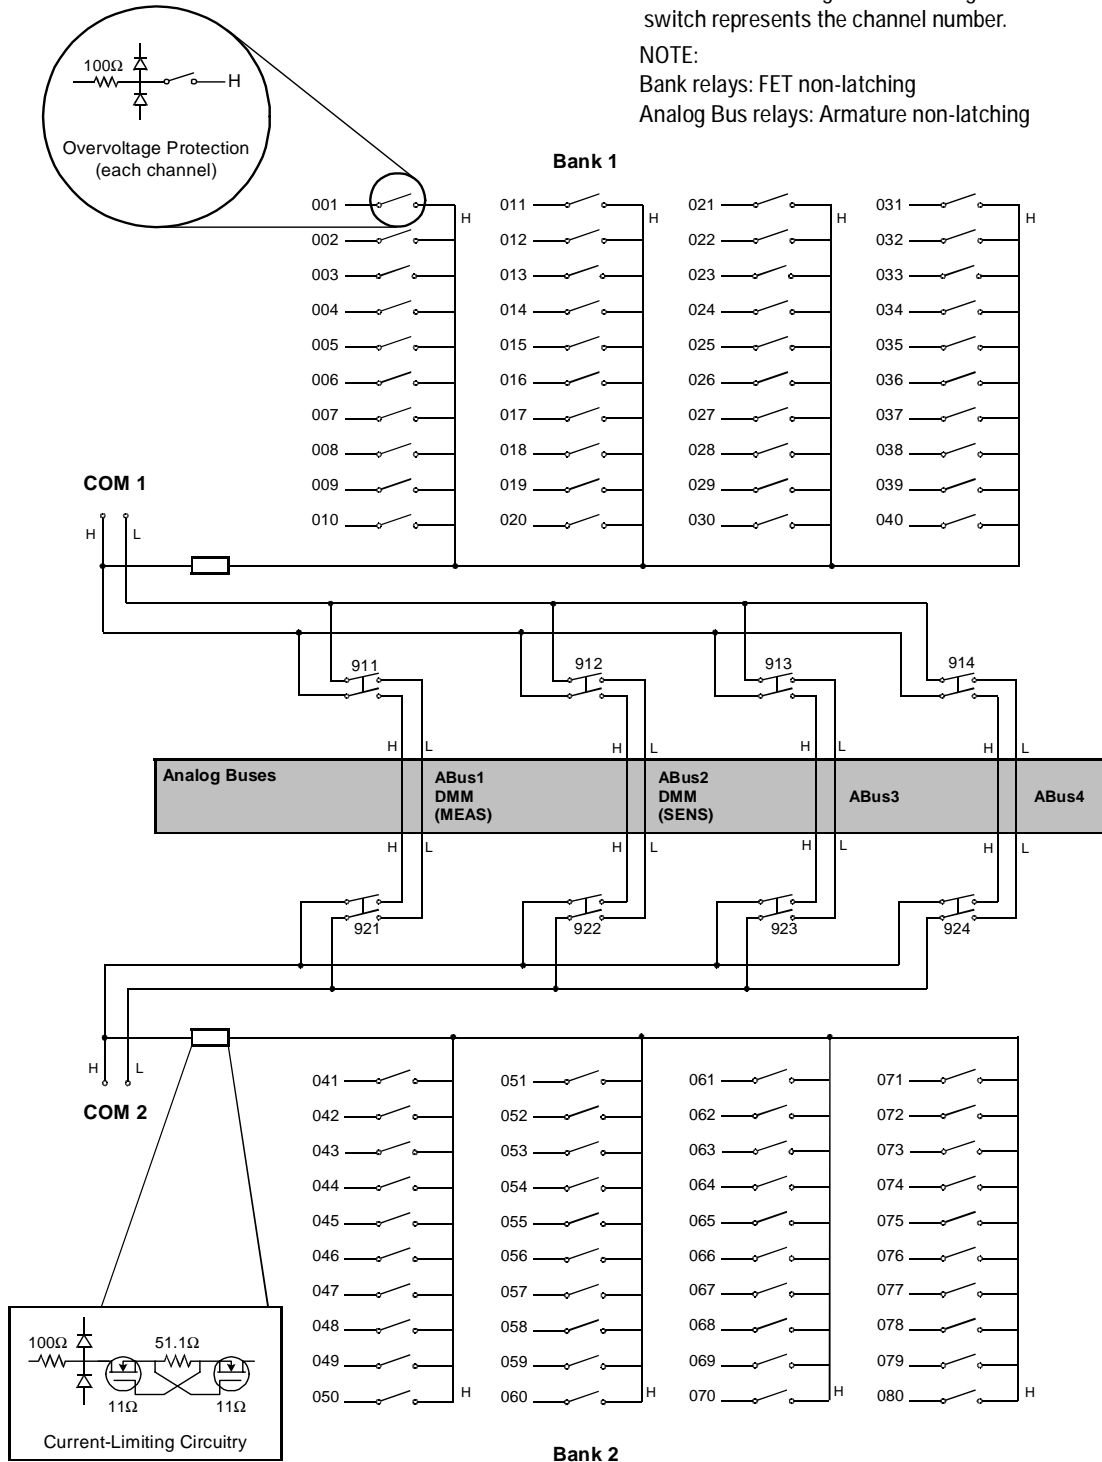 switch represents the channel number.
NOTE:
Bank relays: FET non-latching
Analog Bus relays: Armature non-latching
100Ω
H
Overvoltage Protection
(each channel)
Bank 1
001 011 021 031
H H H H
002 012 022 032
003 013 023 033
004 014 024 034
005 015 025 035
006 016 026 036
007 017 027 037
008 018 028 038
009 019 029 039
010 020 030 040
COM 1
H L
911 912 913 914
H L H L H L H L
Analog Buses
ABus1
DMM
(MEAS)
ABus2
DMM
(SENS)
ABus3
ABus4
H L H L H L H L
921 922 923 924
H L
COM 2
041 051 061 071
042 052 062 072
043 053 063 073
044 054 064 074
045 055 065 075
046 056 066 076
047 057 067 077
048 058 068 078
049 059 069 079
050 060 070 080
H H H H
100Ω 51.1Ω
11Ω 11Ω
Current-Limiting Circuitry
Bank 2